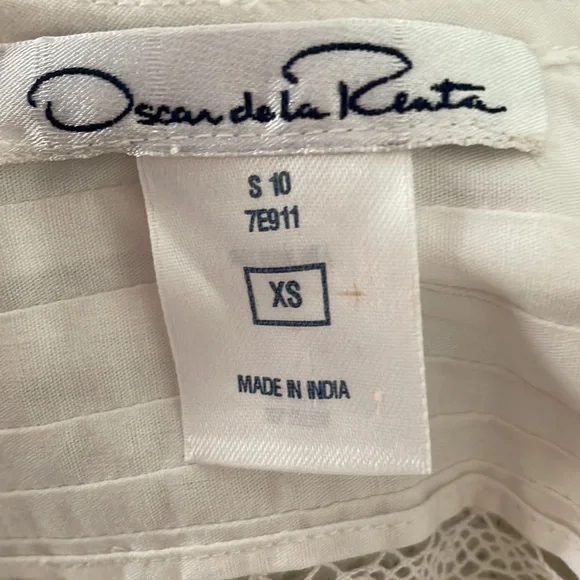 Oscar de la Renta
S 10
7E911
XS
MADE IN INDIA